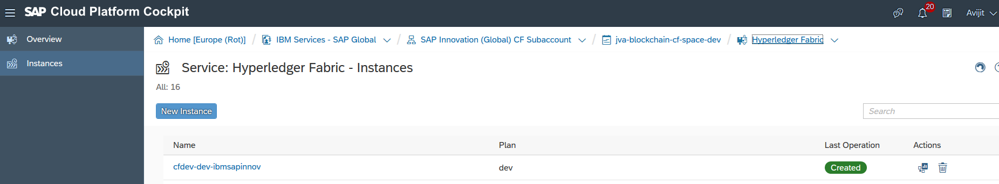 SAP Cloud Platform Cockpit
20
Avijit
Overview
Instances
Home [Europe (Rot)] / IBM Services - SAP Global / SAP Innovation (Global) CF Subaccount / jva-blockchain-cf-space-dev / Hyperledger Fabric
Service: Hyperledger Fabric - Instances
All: 16
New Instance
Search
Name Plan Last Operation Actions
cfdev-dev-ibmsapinnov dev Created